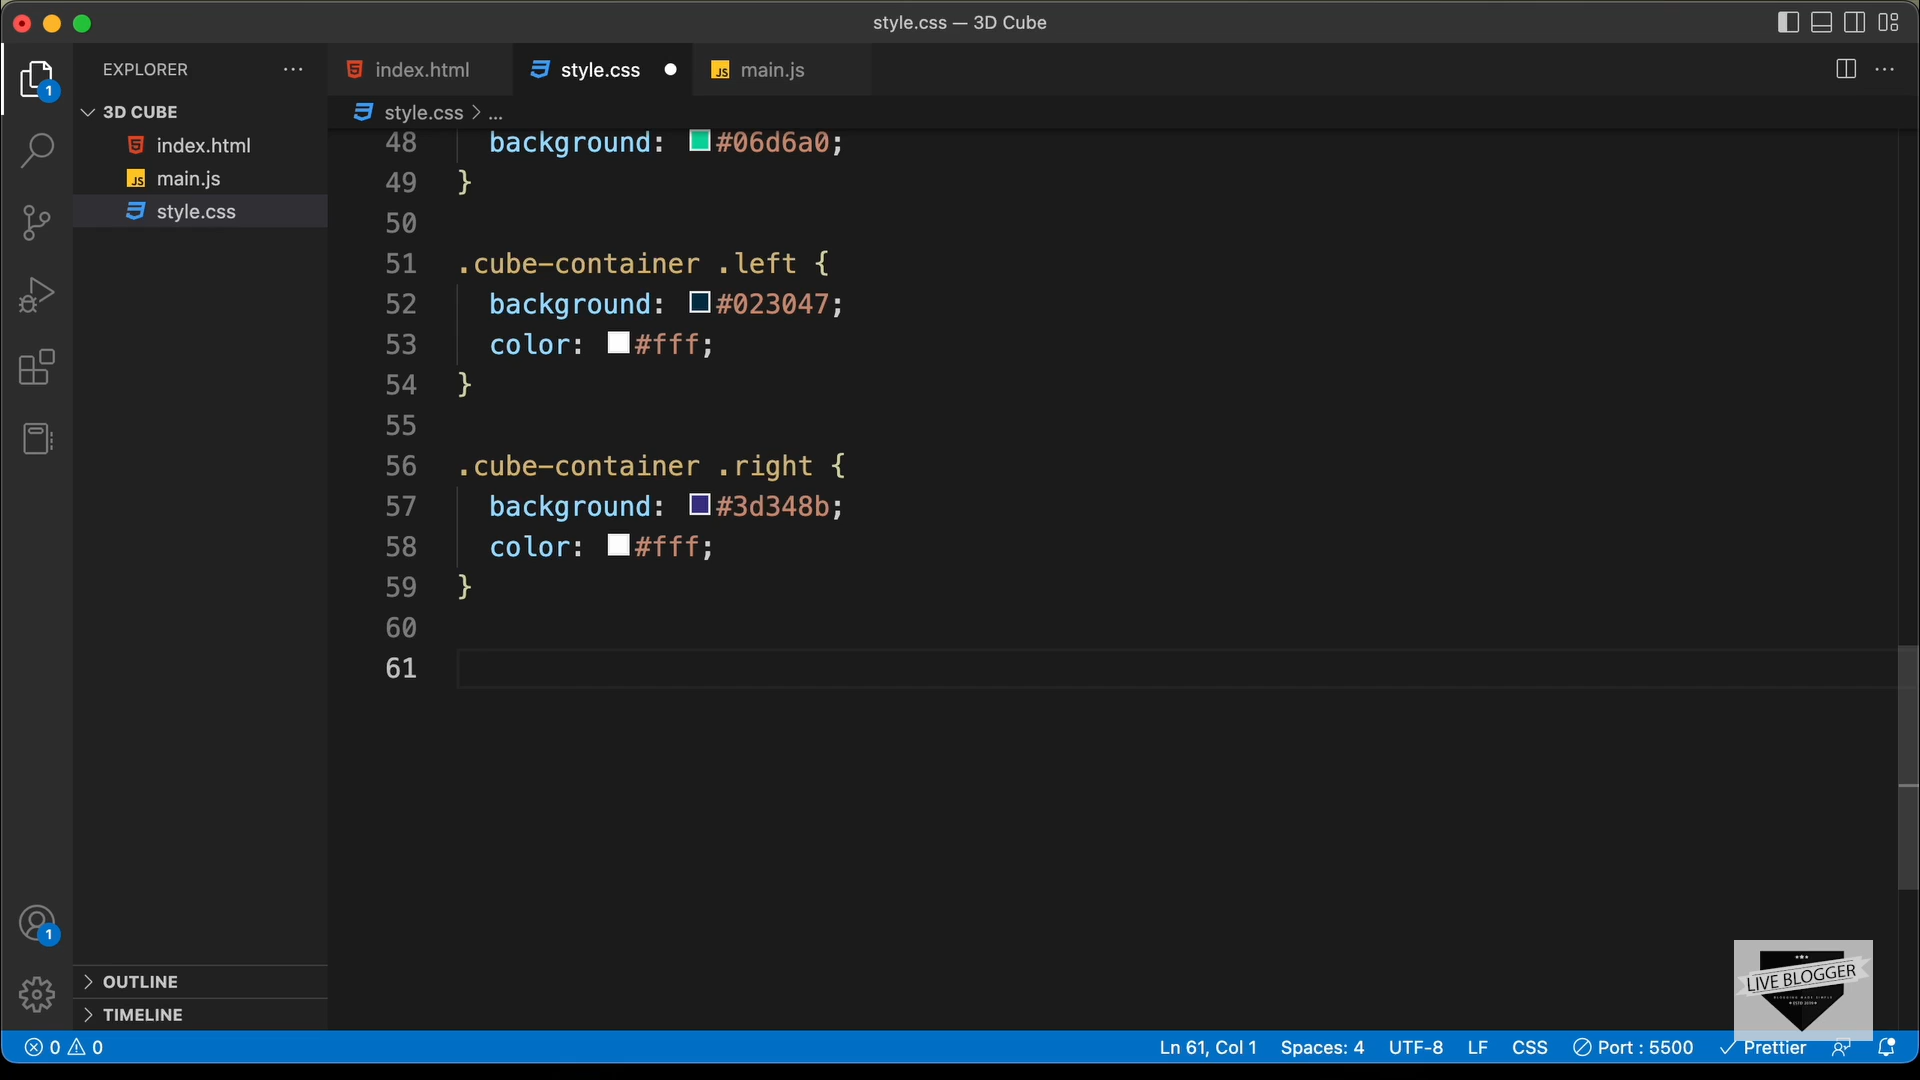 style.css — 3D Cube
EXPLORER
index.html
style.css
main.js
1
3D CUBE
style.css > ...
index.html
main.js
style.css
48 background: #06d6a0;
49 }
50
51 .cube-container .left {
52 background: #023047;
53 color: #fff;
54 }
55
56 .cube-container .right {
57 background: #3d348b;
58 color: #fff;
59 }
60
61
1
OUTLINE
TIMELINE
LIVE BLOGGER
0 0
Ln 61, Col 1
Spaces: 4
UTF-8
LF
CSS
Port : 5500
Prettier